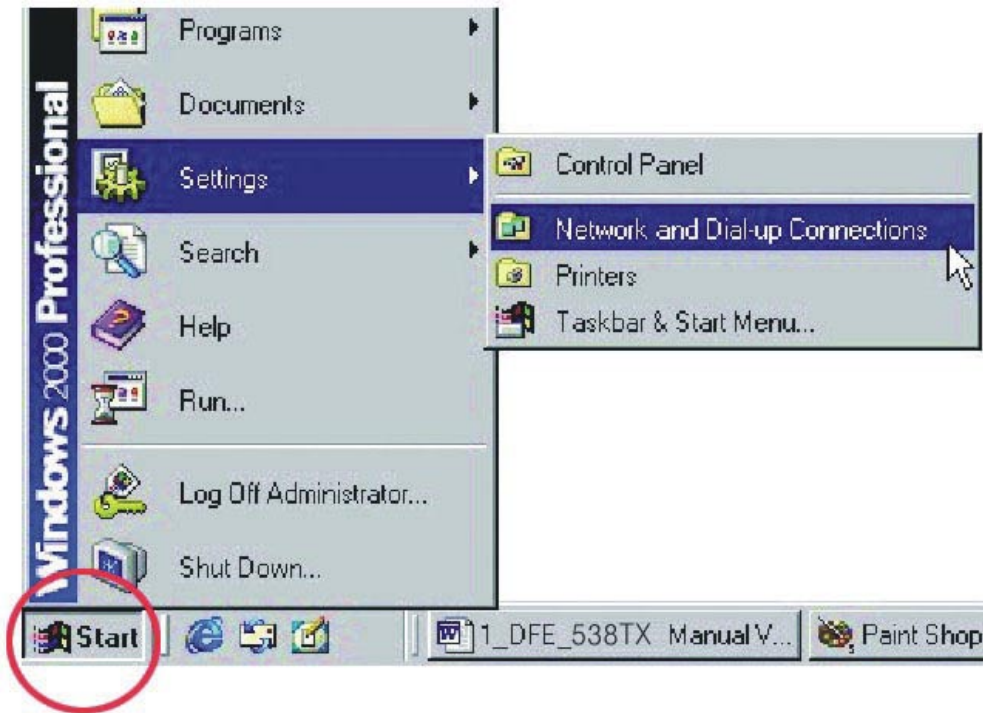 Programs
Documents
Settings
Search
Help
Run...
Log Off Administrator...
Shut Down...
Windows 2000 Professional
Control Panel
Network and Dial-up Connections
Printers
Taskbar & Start Menu...
Start
1_DFE_538TX Manual V...
Paint Shop